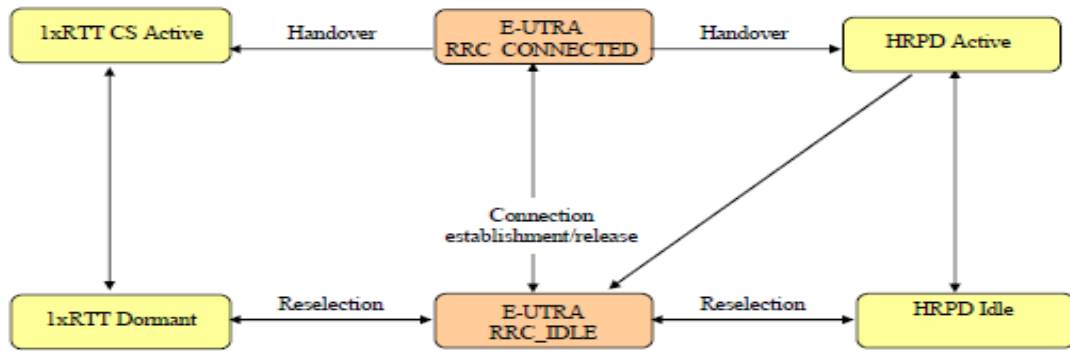 1xRTT CS Active
Handover
E-UTRA
RRC CONNECTED
Handover
HRPD Active
Connection
establishment/release
1xRTT Dormant
Reselection
E-UTRA
RRC_IDLE
Reselection
HRPD Idle